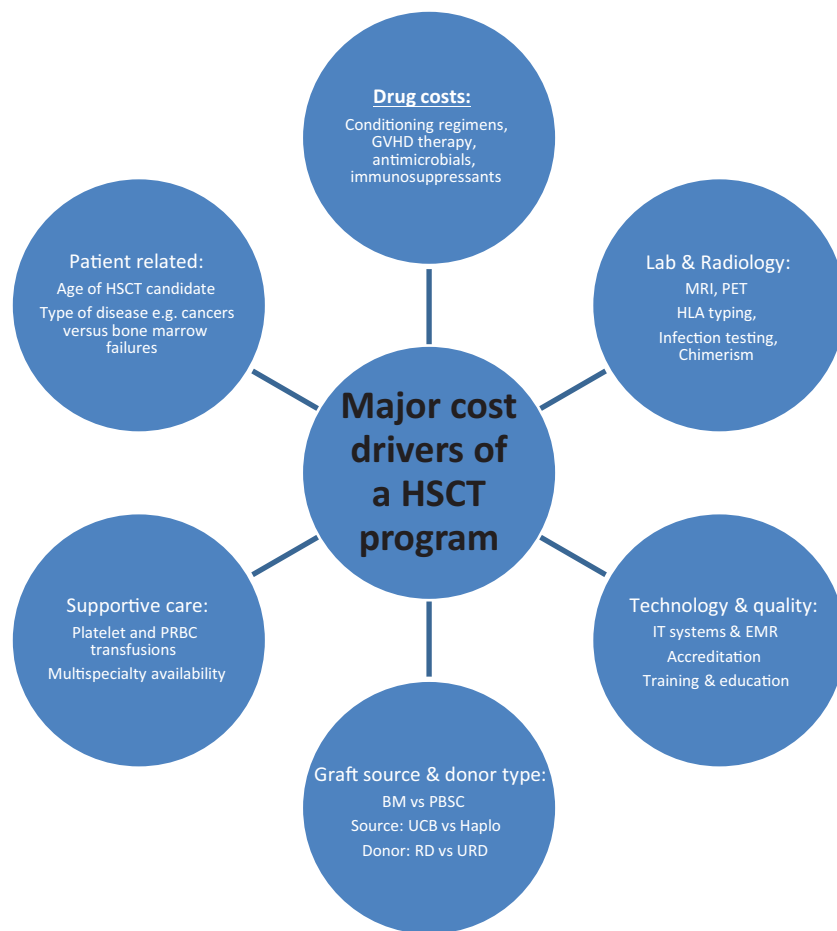 Drug costs:
Conditioning regimens,
GVHD therapy,
antimicrobials,
immunosuppressants
Patient related:
Age of HSCT candidate
Type of disease e.g. cancers
versus bone marrow
failures
Lab & Radiology:
MRI, PET
HLA typing,
Infection testing,
Chimerism
Major cost
drivers of
a HSCT
program
Supportive care:
Platelet and PRBC
transfusions
Multispecialty availability
Technology & quality:
IT systems & EMR
Accreditation
Training & education
Graft source & donor type:
BM vs PBSC
Source: UCB vs Haplo
Donor: RD vs URD